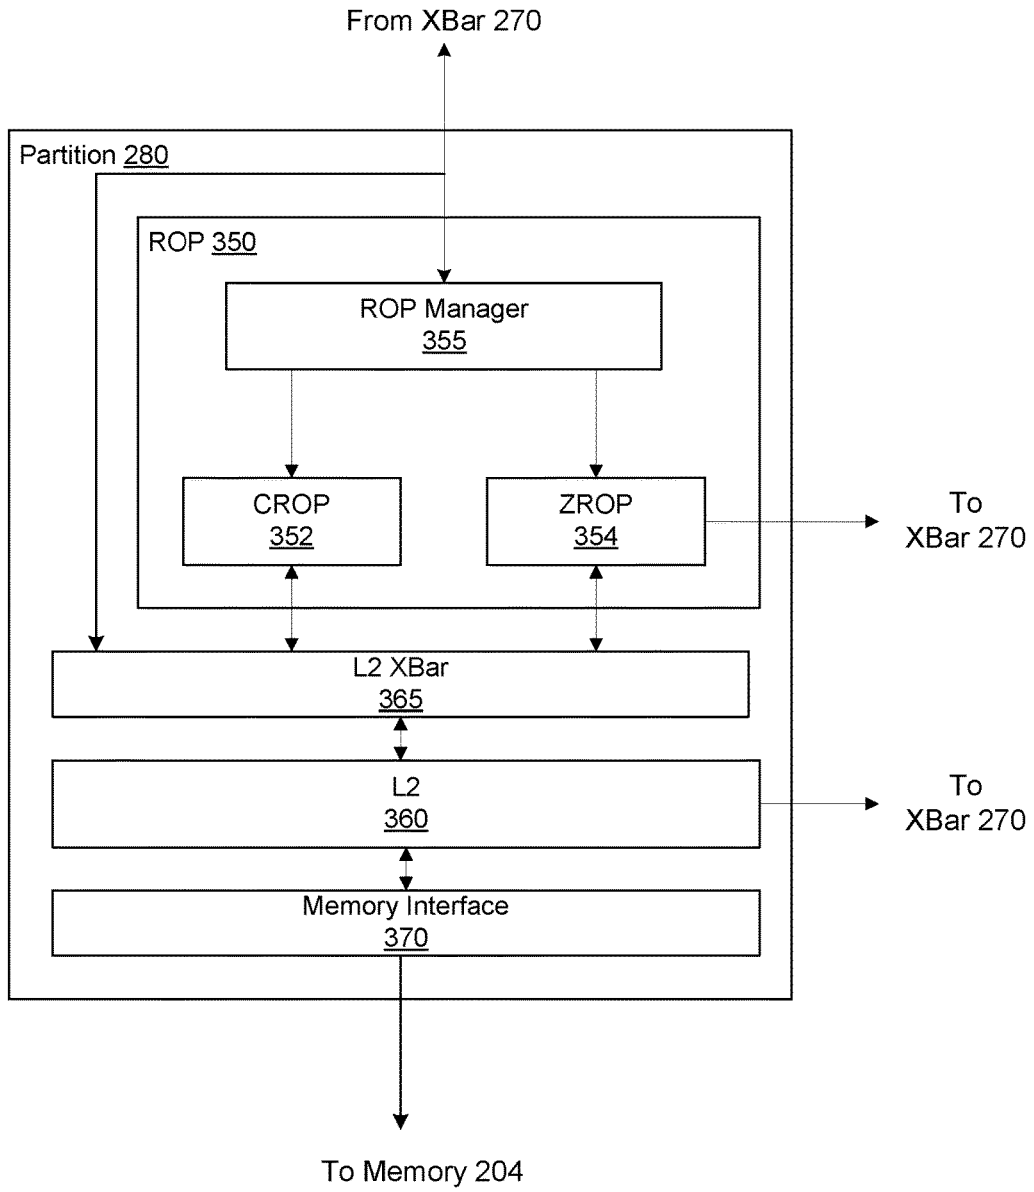 From XBar 270
Partition 280
ROP 350
ROP Manager
355
CROP
352
ZROP
354
To
XBar 270
L2 XBar
365
L2
360
To
XBar 270
Memory Interface
370
To Memory 204